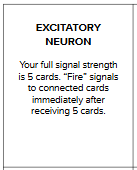 EXCITATORY
NEURON
Your full signal strength
is 5 cards. “Fire” signals
to connected cards
immediately after
receiving 5 cards.